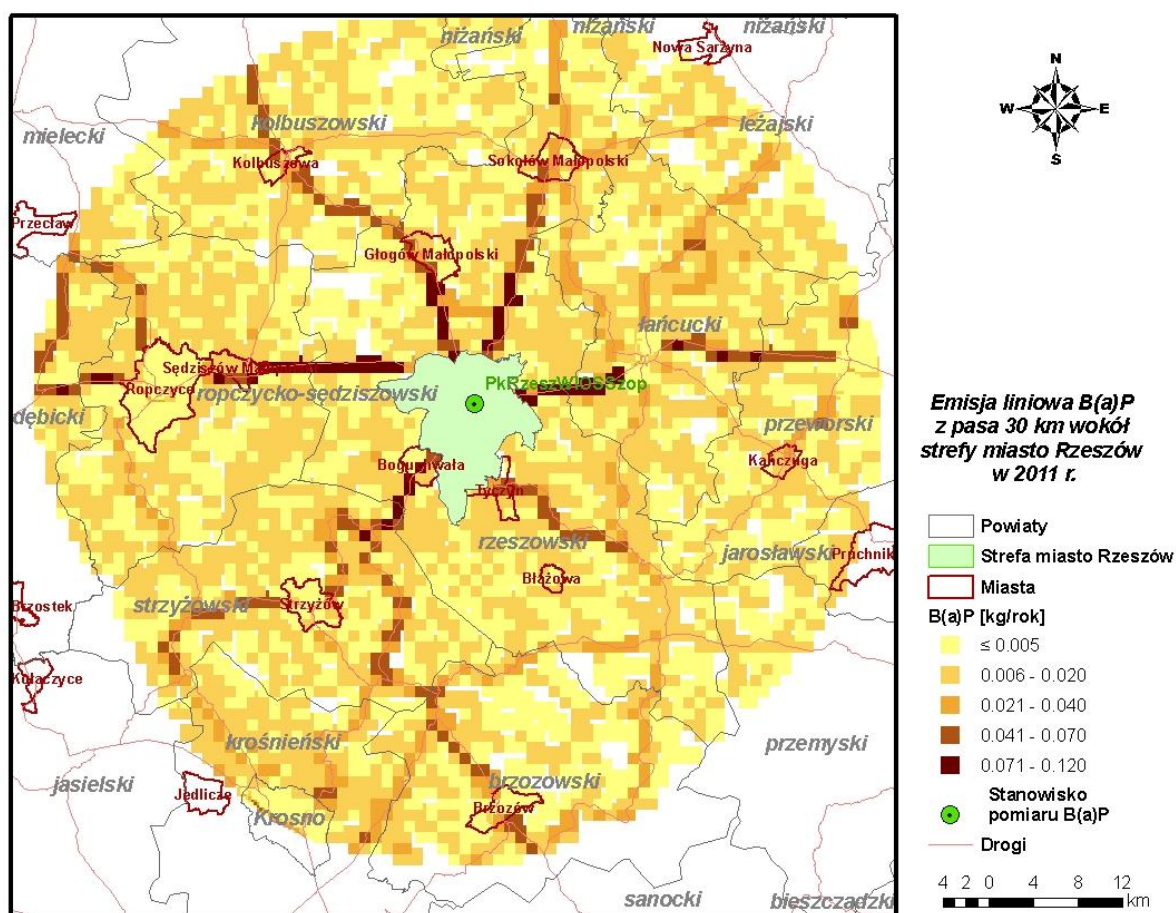 niżański
niżański
niżański
Nowa Sarzyna
mielecki
kolbuszowski
leżajski
Kolbuszowa
Sokołów Małopolski
Przecław
Głogów Małopolski
łańcucki
Sędziszów Małopolski
Ropczyce
ropczycko-sędziszowski
PkRzeszWIOSSzop
dębicki
przeworski
Boguchwała
Kańczuga
Tyczyn
rzeszowski
jarosławski
Pruchnik
Błażowa
Brzostek
strzyżowski
Strzyżów
Kołaczyce
krośnieński
przemyski
jasielski
Jedlicze
brzozowski
Brzozów
Krosno
sanocki
bieszczadzki
N
W
E
S
Emisja liniowa B(a)P
z pasa 30 km wokół
strefy miasto Rzeszów
w 2011 r.
Powiaty
Strefa miasto Rzeszów
Miasta
B(a)P [kg/rok]
≤ 0.005
0.006 - 0.020
0.021 - 0.040
0.041 - 0.070
0.071 - 0.120
Stanowisko
pomiaru B(a)P
Drogi
4 2 0 4 8 12
km